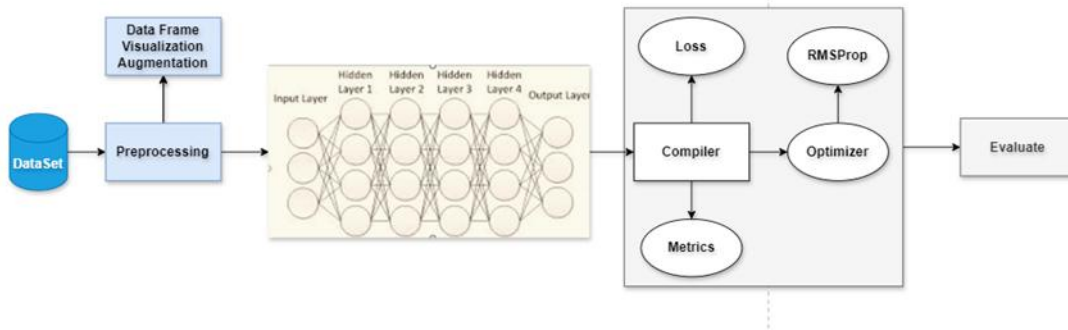 Data Frame
Visualization
Augmentation
DataSet
Preprocessing
Input Layer
Hidden
Layer 1
Hidden
Layer 2
Hidden
Layer 3
Hidden
Layer 4
Output Layer
Loss
RMSProp
Compiler
Optimizer
Metrics
Evaluate